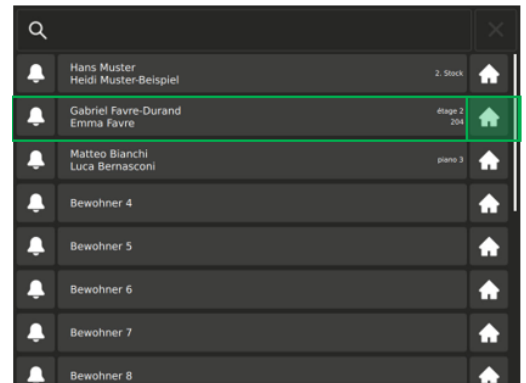 Hans Muster
Heidi Muster-Beispiel
2. Stock
Gabriel Favre-Durand
Emma Favre
étage 2
204
Matteo Bianchi
Luca Bernasconi
piano 3
Bewohner 4
Bewohner 5
Bewohner 6
Bewohner 7
Bewohner 8